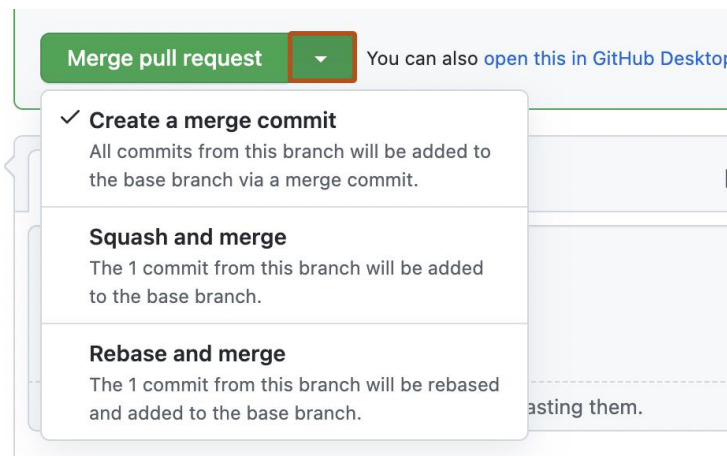 Merge pull request
You can also open this in GitHub Desktop
Create a merge commit
All commits from this branch will be added to
the base branch via a merge commit.
Squash and merge
The 1 commit from this branch will be added
to the base branch.
Rebase and merge
The 1 commit from this branch will be rebased
and added to the base branch.
asting them.